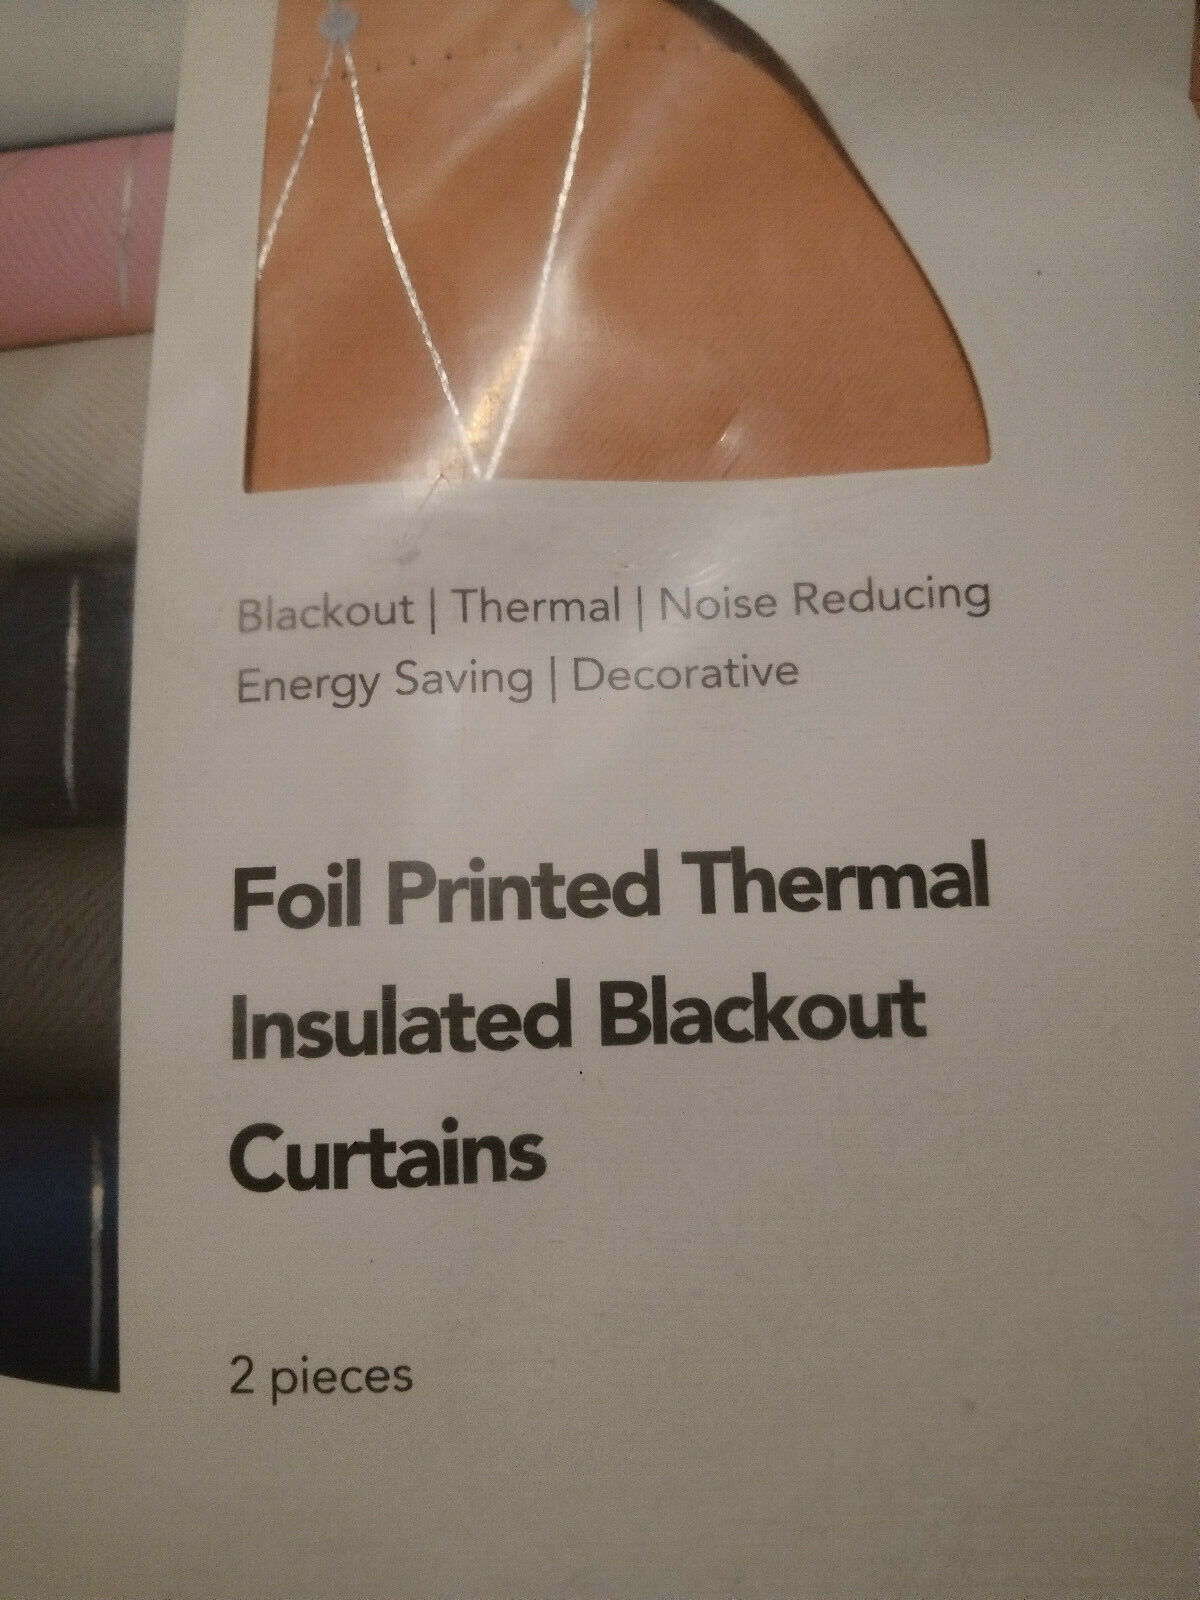 Blackout | Thermal | Noise Reducing
Energy Saving | Decorative
Foil Printed Thermal
Insulated Blackout
Curtains
2 pieces